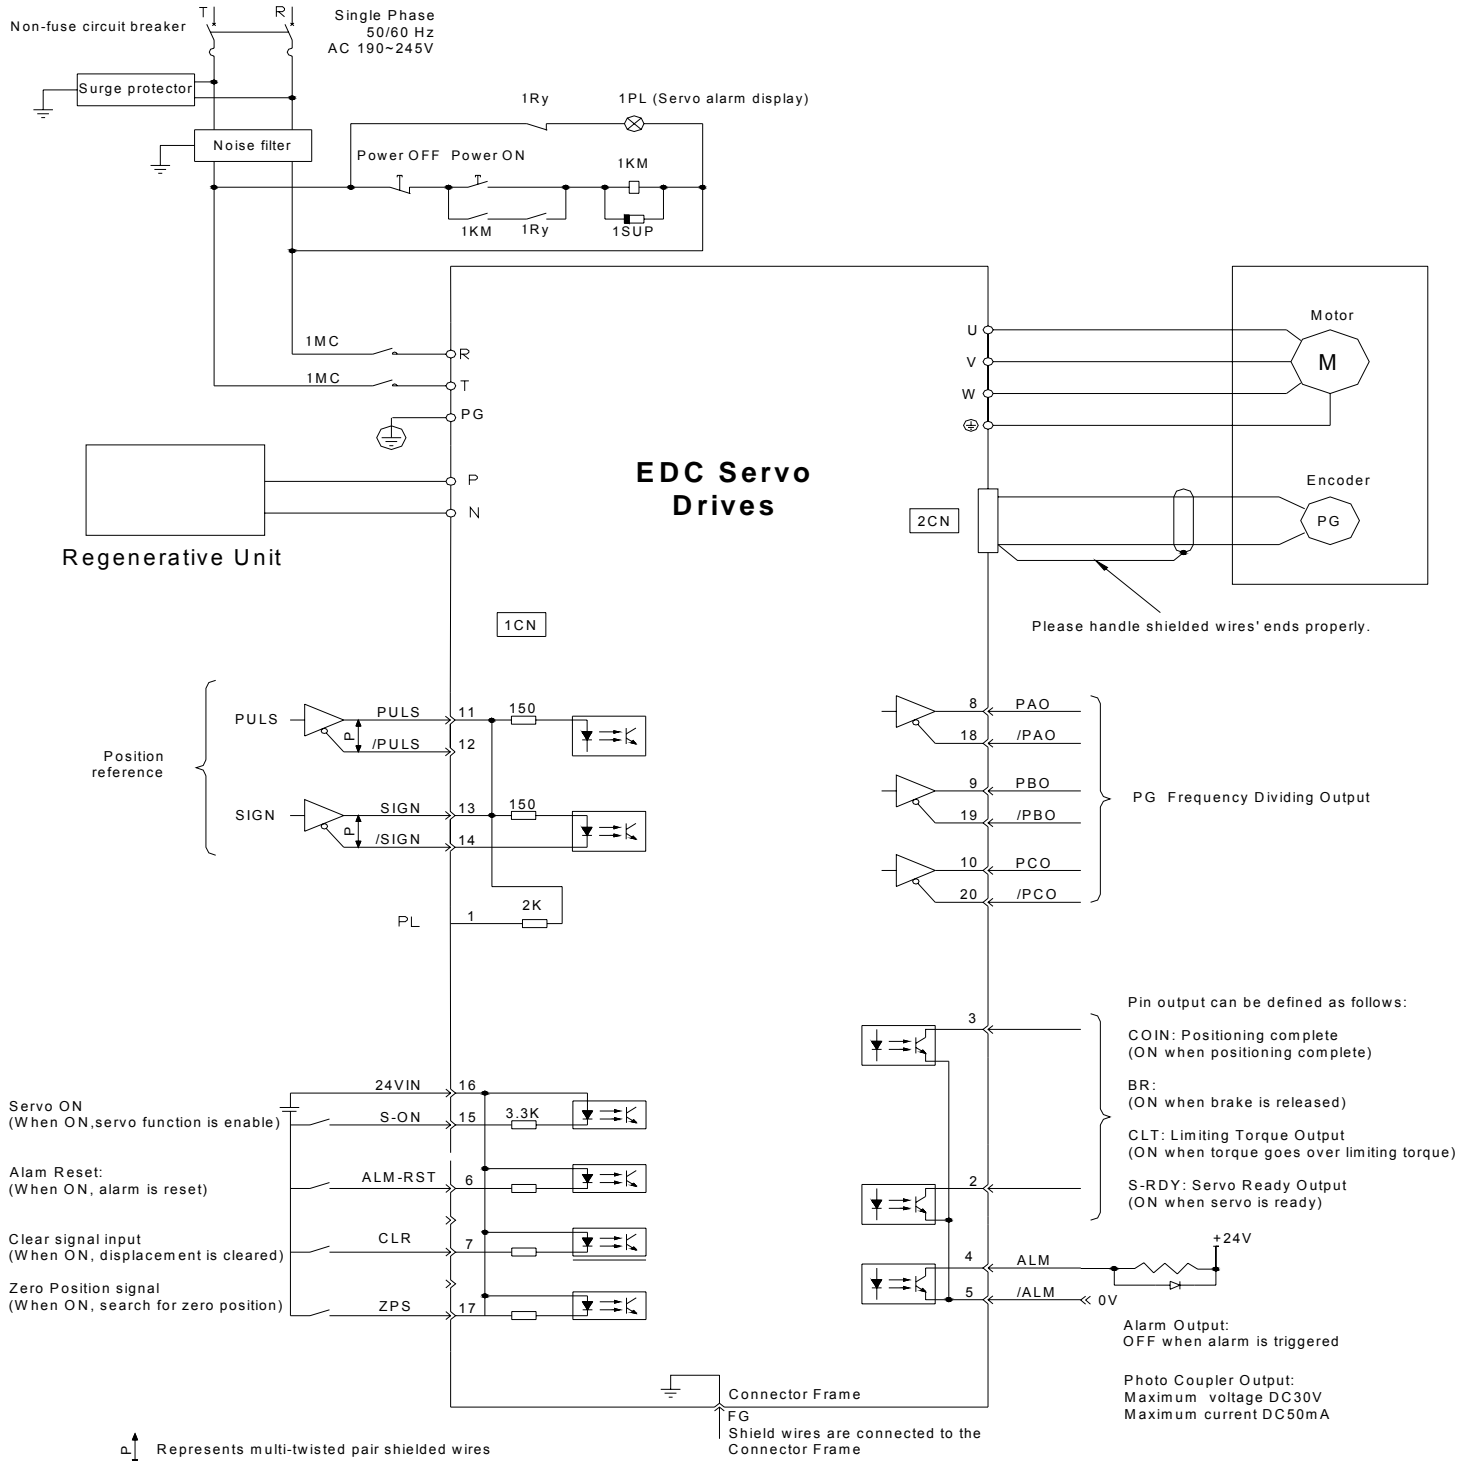 T
R
Non-fuse circuit breaker
Single Phase
50/60 Hz
AC 190~245V
Surge protector
1Ry
1PL (Servo alarm display)
Noise filter
Power OFF
Power ON
1KM
1KM
1Ry
1SUP
1MC
R
1MC
T
PG
P
N
Regenerative Unit
EDC Servo
Drives
U
V
W
Motor
M
Encoder
PG
2CN
Please handle shielded wires' ends properly.
1CN
Position
reference
PULS
P
PULS
11
150
/PULS
12
SIGN
P
SIGN
13
150
/SIGN
14
PL
1
2K
8
PAO
18
/PAO
9
PBO
19
/PBO
10
PCO
20
/PCO
PG Frequency Dividing Output
24VIN
16
Servo ON
(When ON,servo function is enable)
S-ON
15
3.3K
Alam Reset:
(When ON, alarm is reset)
ALM-RST
6
Clear signal input
(When ON, displacement is cleared)
CLR
7
Zero Position signal
(When ON, search for zero position)
ZPS
17
3
2
Pin output can be defined as follows:
COIN: Positioning complete
(ON when positioning complete)
BR:
(ON when brake is released)
CLT: Limiting Torque Output
(ON when torque goes over limiting torque)
S-RDY: Servo Ready Output
(ON when servo is ready)
4
ALM
+24V
5
/ALM
0V
Alarm Output:
OFF when alarm is triggered
Photo Coupler Output:
Maximum voltage DC30V
Maximum current DC50mA
Connector Frame
FG
Shield wires are connected to the
Connector Frame
P
Represents multi-twisted pair shielded wires